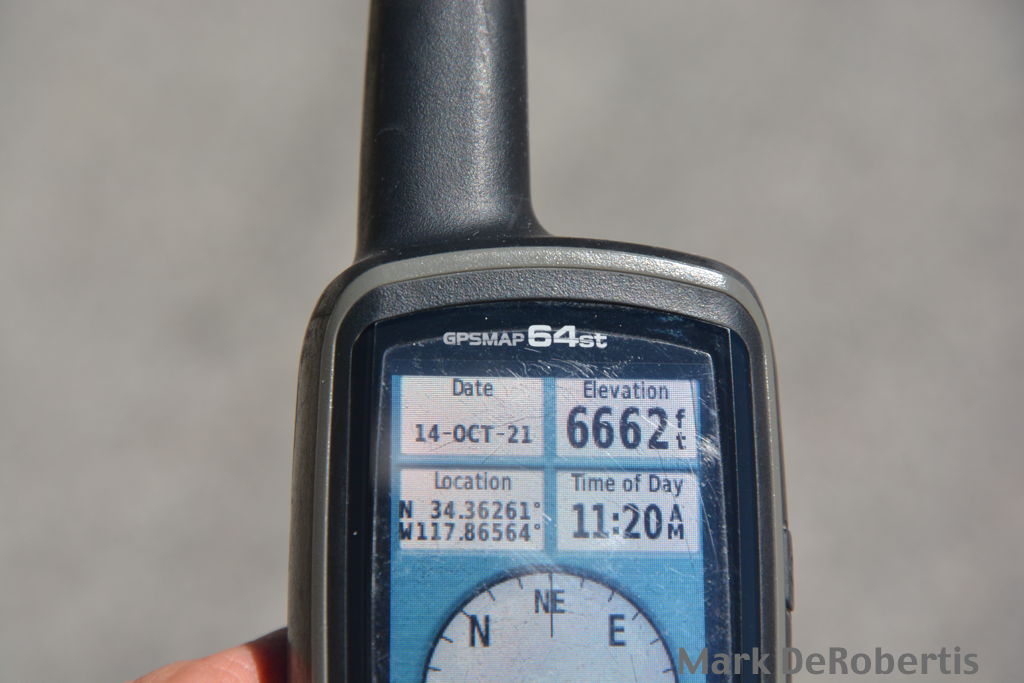 GPSMAP 64st
Date
14-OCT-21
Elevation
6662 ft
Location
N 34.36261°
W117.86564°
Time of Day
11:20 AM
NE
N
E
Mark DeRobertis